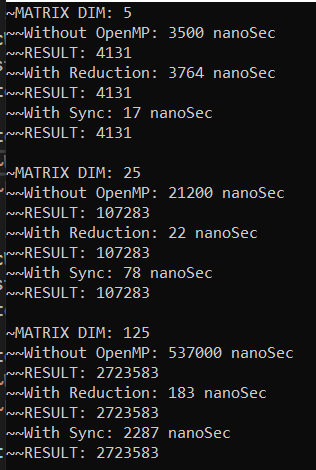 ~MATRIX DIM: 5
~~Without OpenMP: 3500 nanoSec
~~RESULT: 4131
~~With Reduction: 3764 nanoSec
~~RESULT: 4131
~~With Sync: 17 nanoSec
~~RESULT: 4131

~MATRIX DIM: 25
~~Without OpenMP: 21200 nanoSec
~~RESULT: 107283
~~With Reduction: 22 nanoSec
~~RESULT: 107283
~~With Sync: 78 nanoSec
~~RESULT: 107283

~MATRIX DIM: 125
~~Without OpenMP: 537000 nanoSec
~~RESULT: 2723583
~~With Reduction: 183 nanoSec
~~RESULT: 2723583
~~With Sync: 2287 nanoSec
~~RESULT: 2723583